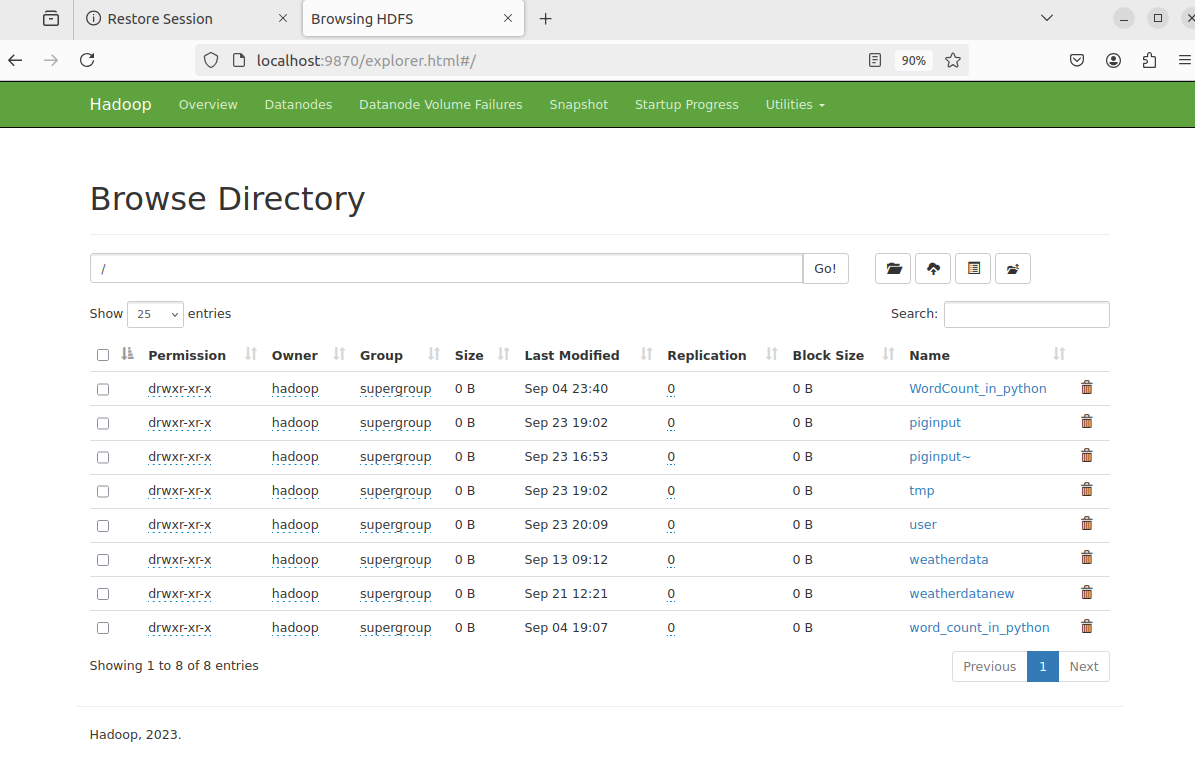 Restore Session
Browsing HDFS
localhost:9870/explorer.html#/
90%
Hadoop Overview Datanodes Datanode Volume Failures Snapshot Startup Progress Utilities
Browse Directory
/ Go!
Show 25 entries Search:
Permission Owner Group Size Last Modified Replication Block Size Name
drwxr-xr-x hadoop supergroup 0 B Sep 04 23:40 0 0 B WordCount_in_python
drwxr-xr-x hadoop supergroup 0 B Sep 23 19:02 0 0 B piginput
drwxr-xr-x hadoop supergroup 0 B Sep 23 16:53 0 0 B piginput~
drwxr-xr-x hadoop supergroup 0 B Sep 23 19:02 0 0 B tmp
drwxr-xr-x hadoop supergroup 0 B Sep 23 20:09 0 0 B user
drwxr-xr-x hadoop supergroup 0 B Sep 13 09:12 0 0 B weatherdata
drwxr-xr-x hadoop supergroup 0 B Sep 21 12:21 0 0 B weatherdatanew
drwxr-xr-x hadoop supergroup 0 B Sep 04 19:07 0 0 B word_count_in_python
Showing 1 to 8 of 8 entries Previous 1 Next
Hadoop, 2023.